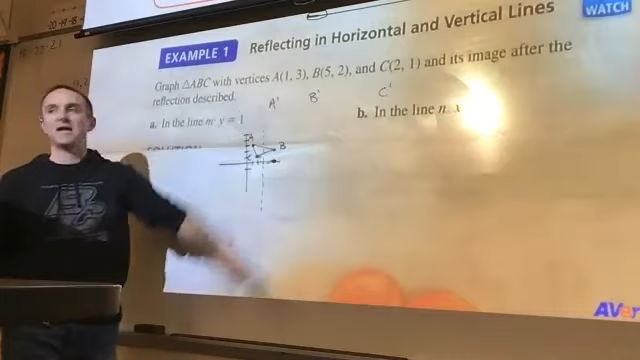 WATCH
EXAMPLE 1 Reflecting in Horizontal and Vertical Lines
Graph △ABC with vertices A(1, 3), B(5, 2), and C(2, 1) and its image after the
reflection described.
A' B' C'
a. In the line m: y = 1
b. In the line n:
B